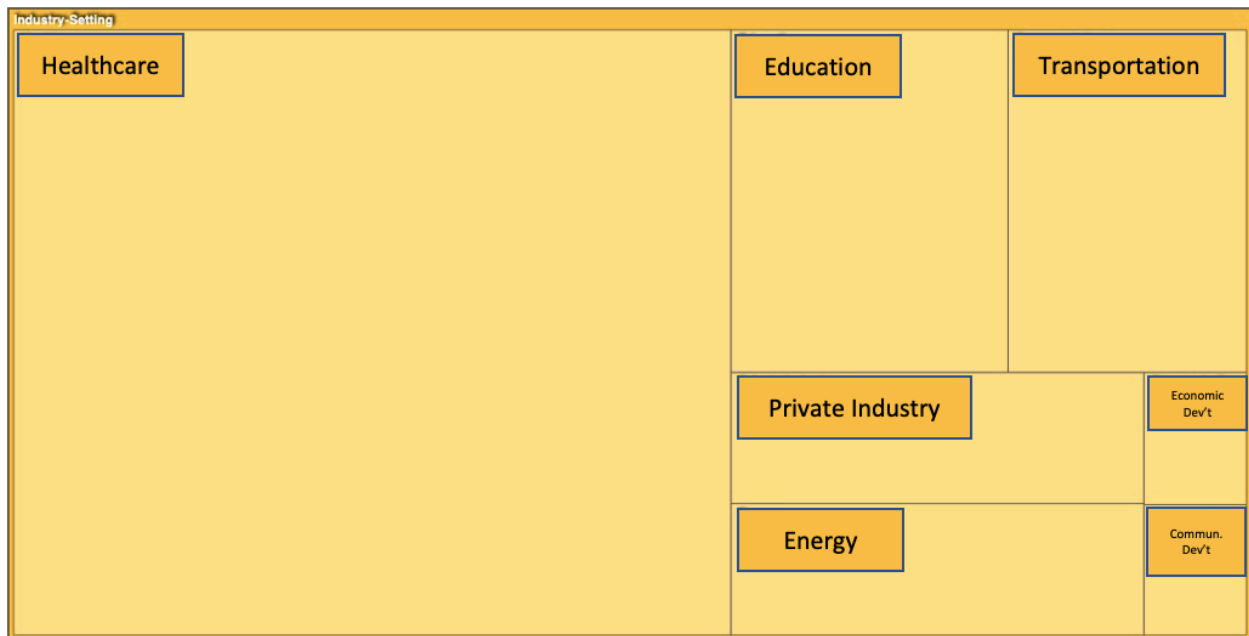 Industry-Setting
Healthcare
Education
Transportation
Private Industry
Economic
Dev't
Energy
Commun.
Dev't